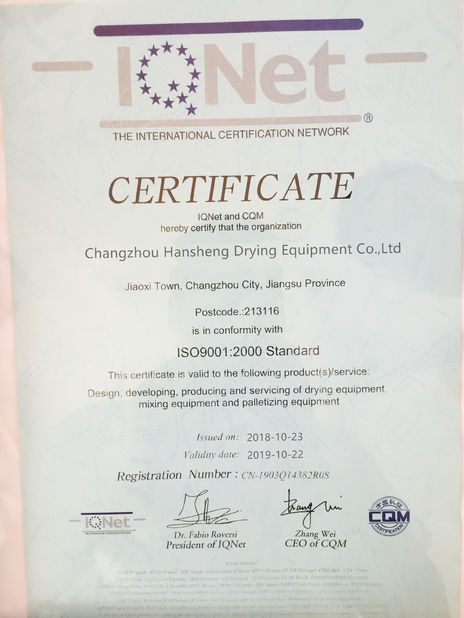 IQNet
®
THE INTERNATIONAL CERTIFICATION NETWORK
CERTIFICATE
IQNet and CQM
hereby certify that the organization
Changzhou Hansheng Drying Equipment Co.,Ltd
Jiaoxi Town, Changzhou City, Jiangsu Province
Postcode.:213116
is in conformity with
ISO9001:2000 Standard
This certificate is valid to the following product(s)/service:
Design, developing, producing and servicing of drying equipment,
mixing equipment and palletizing equipment
Issued on: 2018-10-23
Validity date: 2019-10-22
Registration Number : CN-1903Q14382R0S
IQNet
Dr. Fabio Roversi
President of IQNet
Zhang Wei
CEO of CQM
CQM